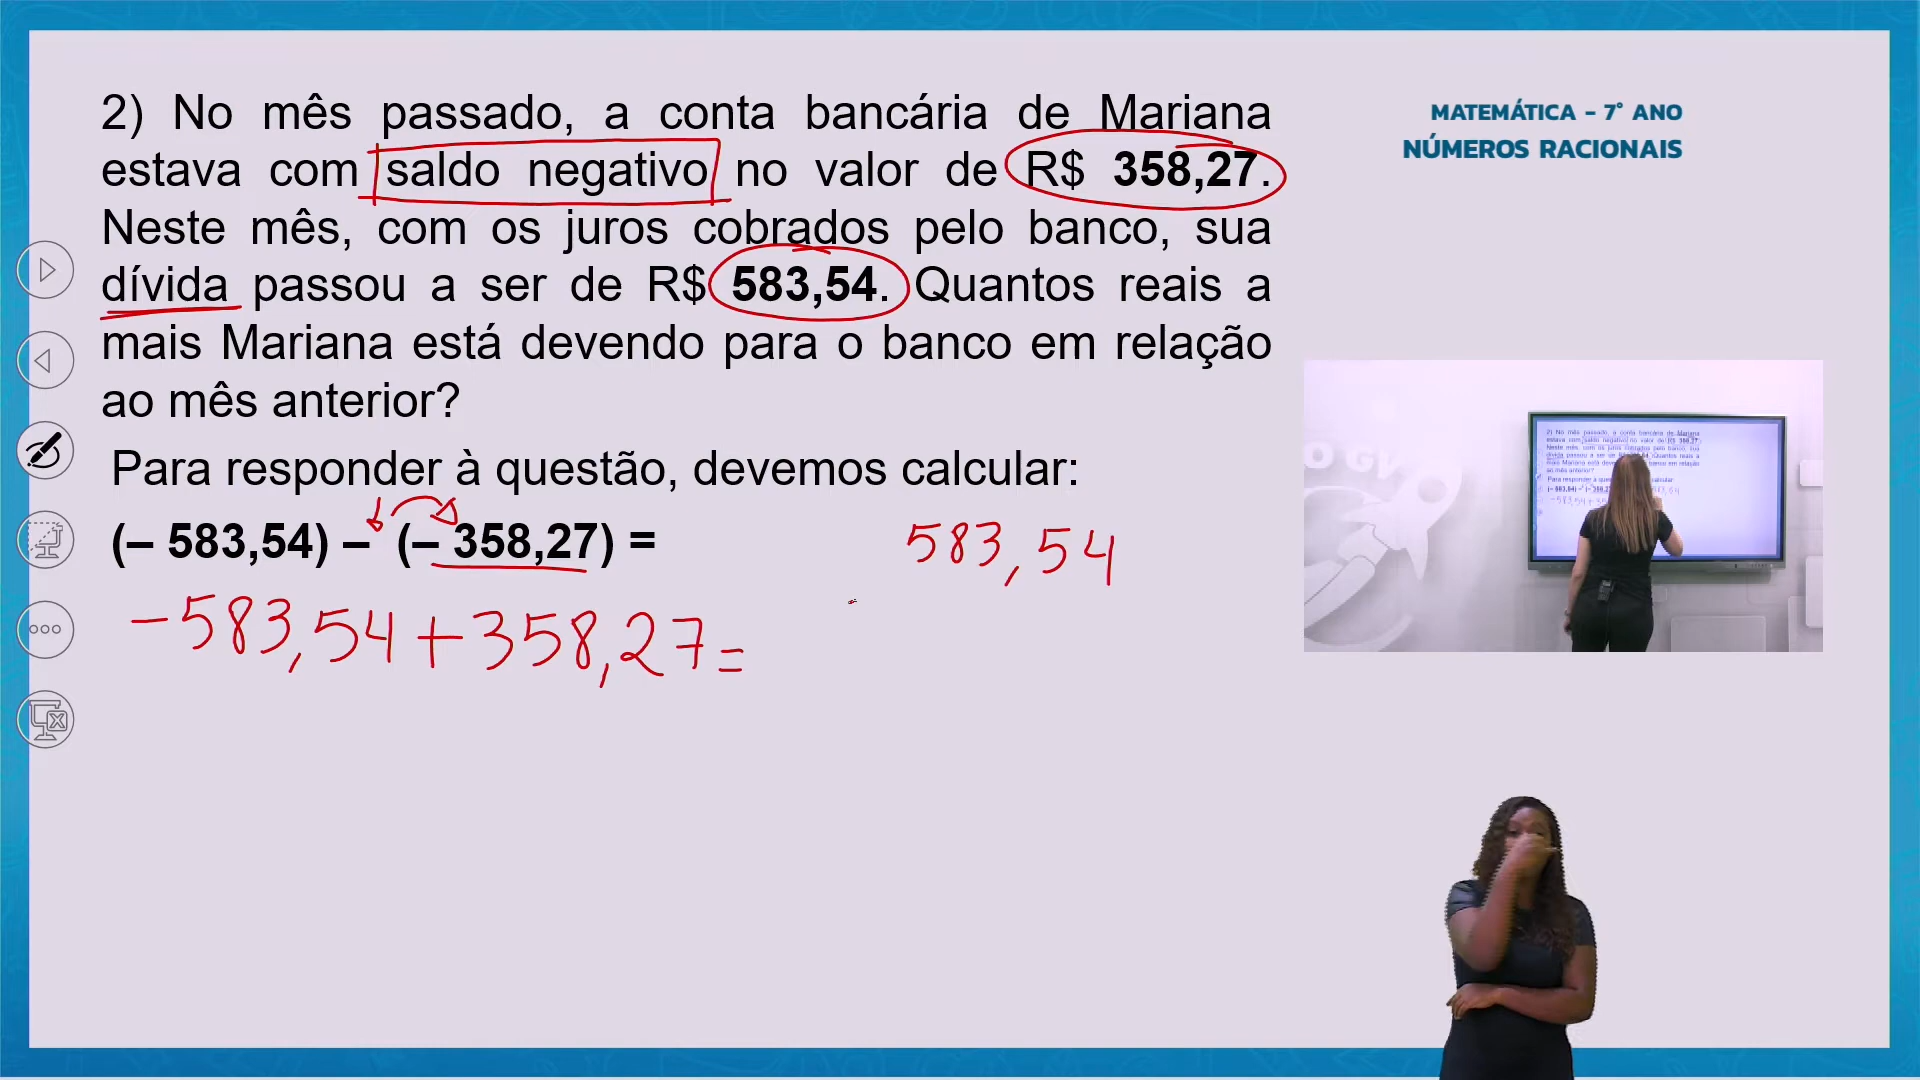 2) No mês passado, a conta bancária de Mariana
estava com saldo negativo no valor de R$ 358,27.
Neste mês, com os juros cobrados pelo banco, sua
dívida passou a ser de R$ 583,54. Quantos reais a
mais Mariana está devendo para o banco em relação
ao mês anterior?
Para responder à questão, devemos calcular:
(– 583,54) – (– 358,27) =
583,54
-583,54+358,27=
MATEMÁTICA – 7° ANO
NÚMEROS RACIONAIS